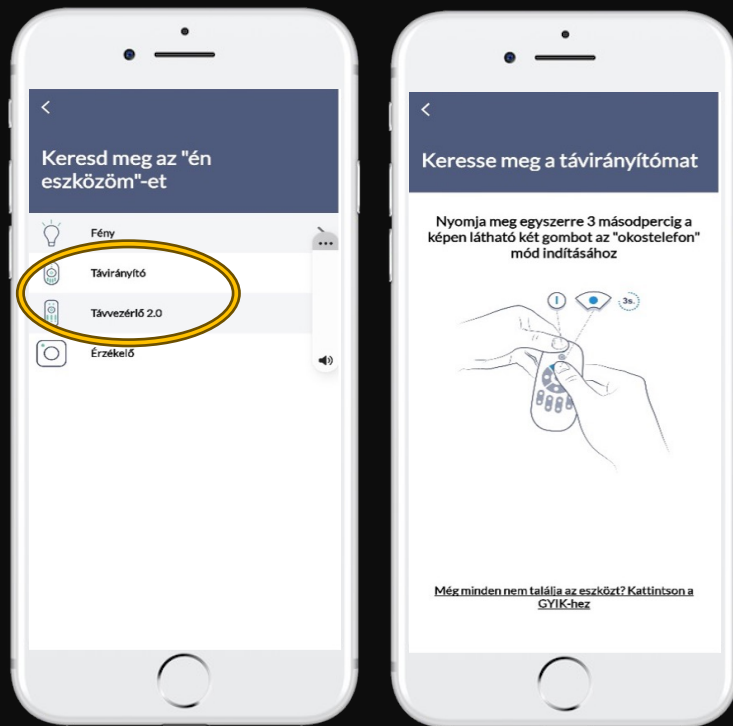 Keresd meg az "én
eszközöm"-et
Fény
Távirányító
Távvezérlő 2.0
Érzékelő
Keresse meg a távirányítómat
Nyomja meg egyszerre 3 másodpercig a
képen látható két gombot az "okostelefon"
mód indításához
3s.
Még minden nem találja az eszközt? Kattintson a
GYIK-hez